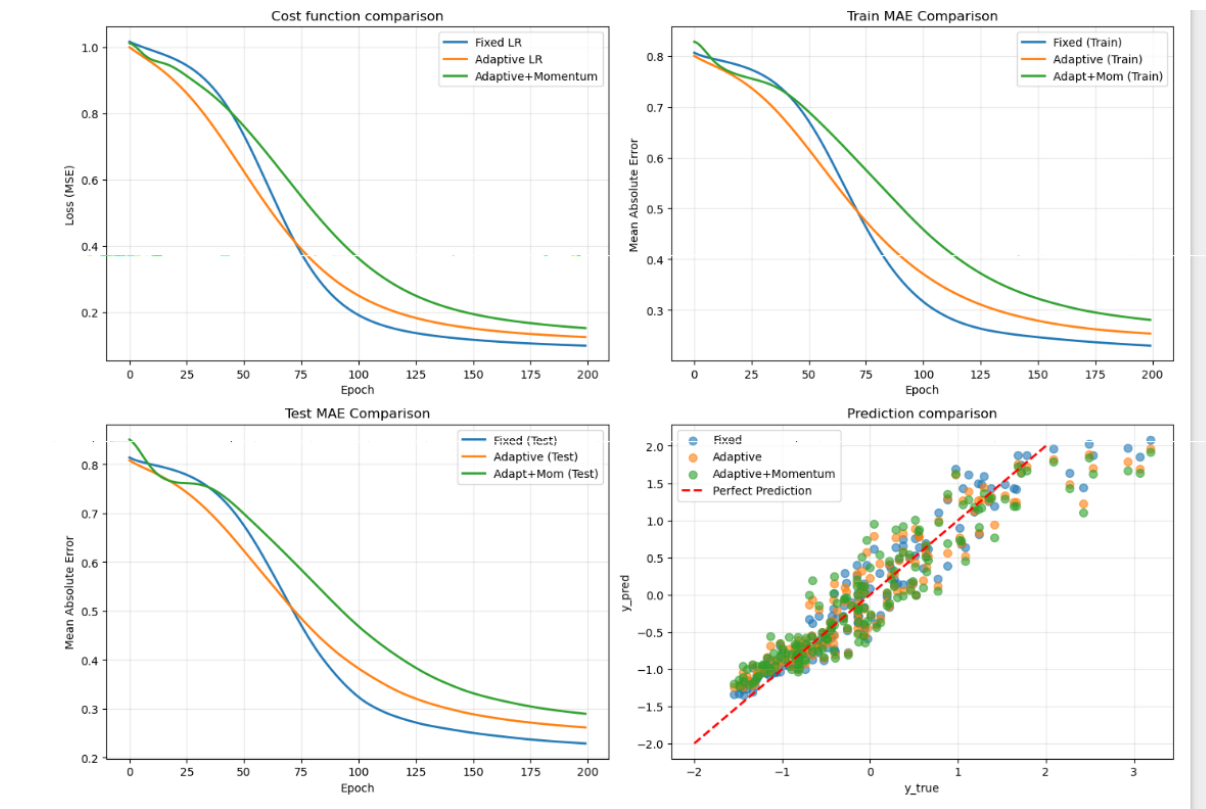 Cost function comparison
Loss (MSE)
1.0
0.8
0.6
0.4
0.2
Fixed LR
Adaptive LR
Adaptive+Momentum
0 25 50 75 100 125 150 175 200
Epoch
Train MAE Comparison
Mean Absolute Error
0.8
0.7
0.6
0.5
0.4
0.3
Fixed (Train)
Adaptive (Train)
Adapt+Mom (Train)
0 25 50 75 100 125 150 175 200
Epoch
Test MAE Comparison
Mean Absolute Error
0.8
0.7
0.6
0.5
0.4
0.3
0.2
Fixed (Test)
Adaptive (Test)
Adapt+Mom (Test)
0 25 50 75 100 125 150 175 200
Epoch
Prediction comparison
y_pred
2.0
1.5
1.0
0.5
0.0
−0.5
−1.0
−1.5
−2.0
Fixed
Adaptive
Adaptive+Momentum
Perfect Prediction
−2 −1 0 1 2 3
y_true